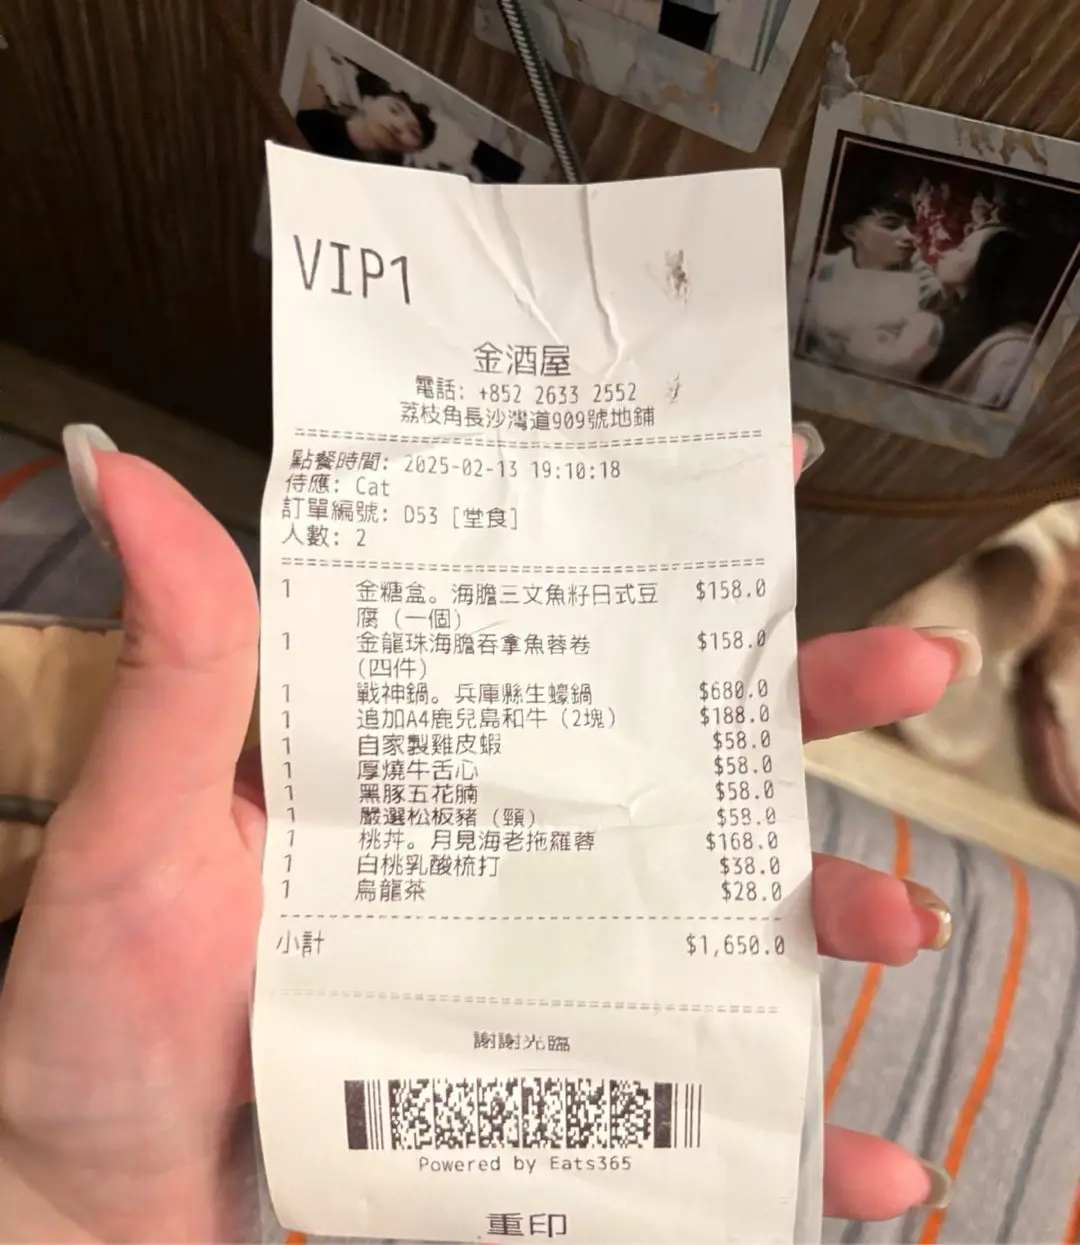 VIP1
金酒屋
電話: +852 2633 2552
荔枝角長沙灣道909號地鋪
點餐時間: 2025-02-13 19:10:18
侍應: Cat
訂單編號: D53 [堂食]
人數: 2
1 金糖盒。海膽三文魚籽日式豆 $158.0
腐（一個）
1 金龍珠海膽吞拿魚蓉卷 $158.0
(四件)
1 戰神鍋。兵庫縣生蠔鍋 $680.0
1 追加A4鹿兒島和牛（2塊） $188.0
1 自家製雞皮蝦 $58.0
1 厚燒牛舌心 $58.0
1 黑豚五花腩 $58.0
1 嚴選松板豬（頸） $58.0
1 桃丼。月見海老拖羅蓉 $168.0
1 白桃乳酸梳打 $38.0
1 烏龍茶 $28.0
小計 $1,650.0
謝謝光臨
Powered by Eats365
重印